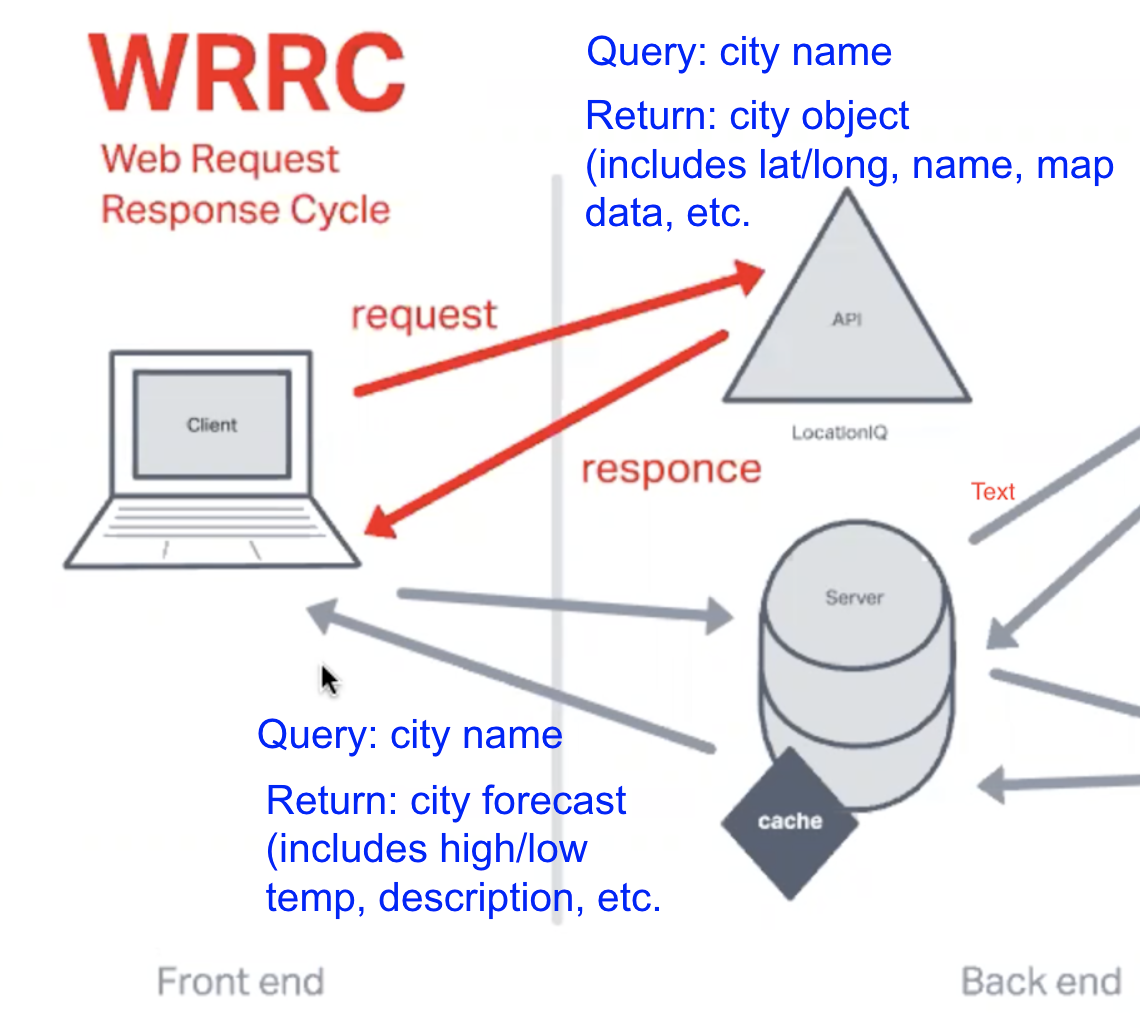 WRRC
Web Request
Response Cycle
Query: city name
Return: city object
(includes lat/long, name, map
data, etc.
request
API
Client
LocationIQ
responce
Text
Server
Query: city name
Return: city forecast
(includes high/low
temp, description, etc.
cache
Front end
Back end